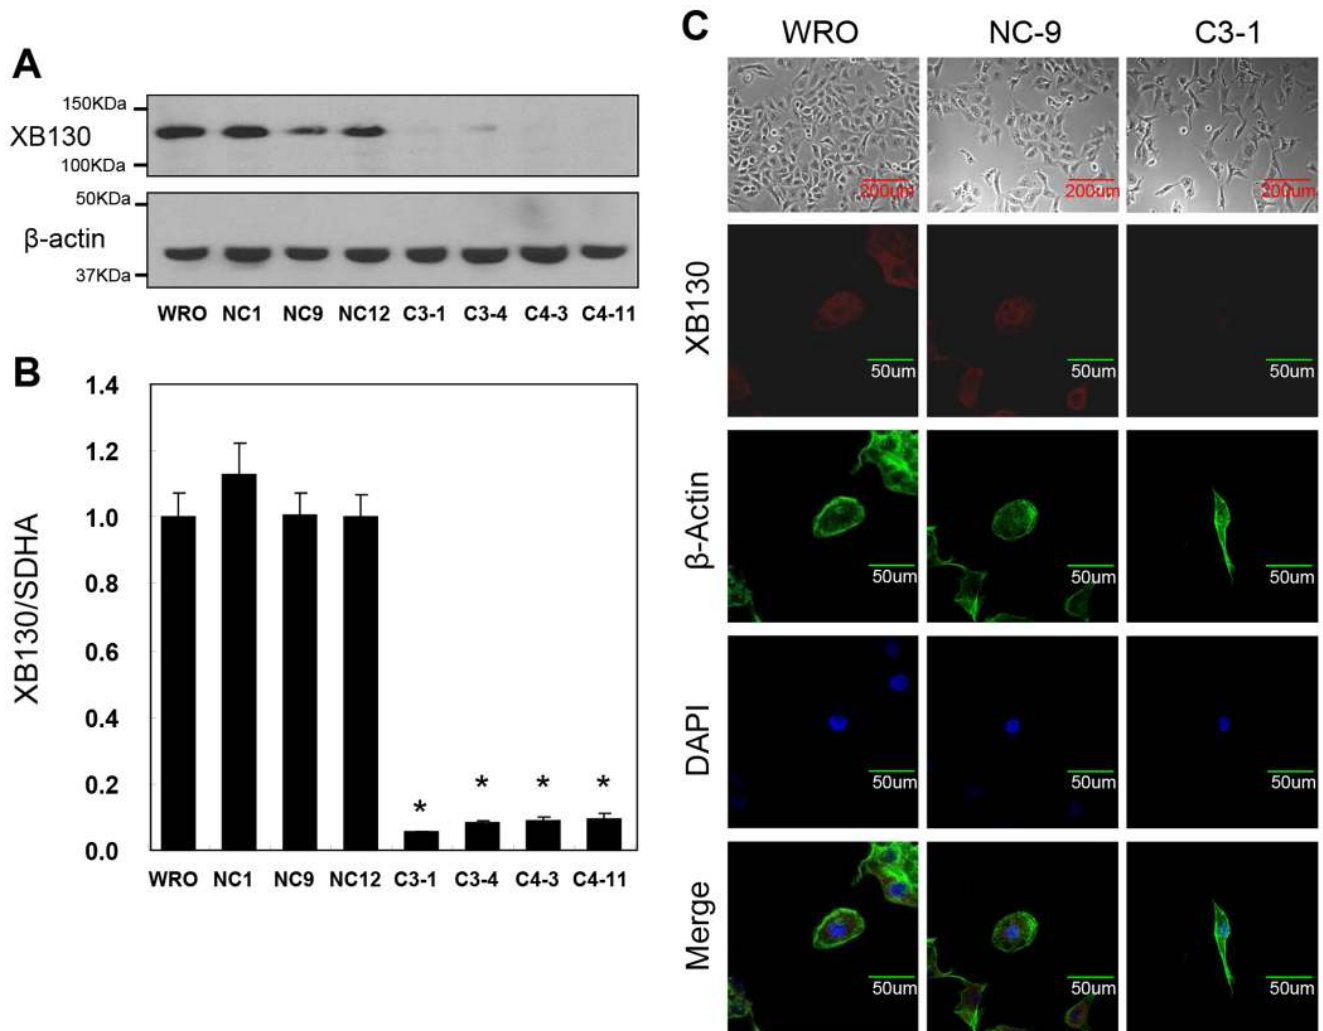 A
150KDa
XB130
100KDa
50KDa
β-actin
37KDa
WRO NC1 NC9 NC12 C3-1 C3-4 C4-3 C4-11
B
XB130/SDHA
1.4
1.2
1.0
0.8
0.6
0.4
0.2
0.0
* * * *
WRO NC1 NC9 NC12 C3-1 C3-4 C4-3 C4-11
C
WRO NC-9 C3-1
200um 200um 200um
XB130
50um 50um 50um
β-Actin
50um 50um 50um
DAPI
50um 50um 50um
Merge
50um 50um 50um